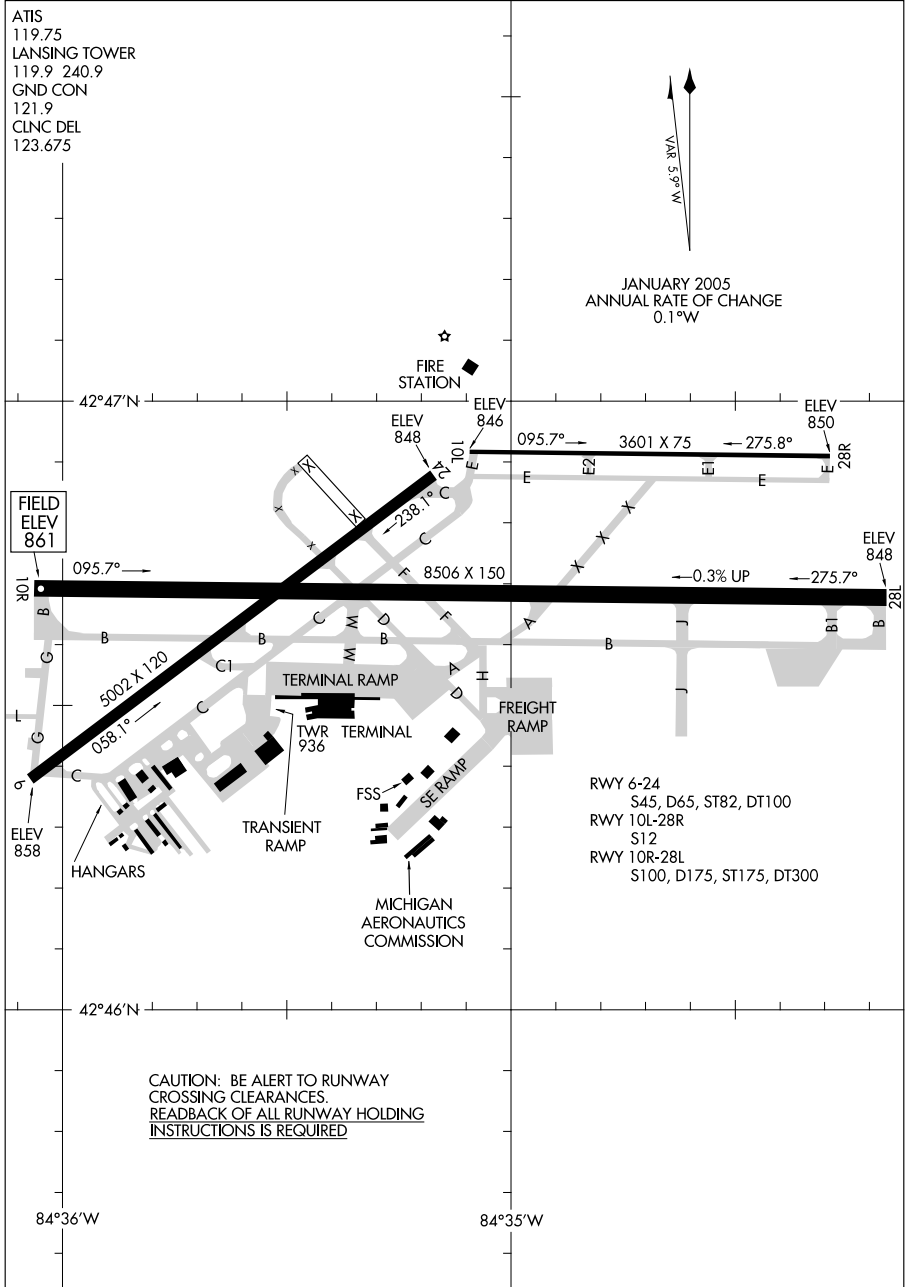 ATIS
119.75
LANSING TOWER
119.9 240.9
GND CON
121.9
CLNC DEL
123.675
VAR 5.9° W
JANUARY 2005
ANNUAL RATE OF CHANGE
0.1°W
FIRE
STATION
42°47'N
ELEV
848
ELEV
846
ELEV
850
10L
095.7°
3601 X 75
275.8°
28R
24
E
E2
E1
E
E
E
X
X
x
x
x
C
238.1°
C
F
X
X
X
FIELD
ELEV
861
ELEV
848
10R
095.7°
8506 X 150
0.3% UP
275.7°
28L
B
C
W
D
F
A
J
B1
B
B
B
B
B
G
W
C1
A
H
D
J
5002 X 120
TERMINAL RAMP
L
G
058.1°
C
TWR
936
TERMINAL
FREIGHT
RAMP
6
C
FSS
SE RAMP
ELEV
858
HANGARS
TRANSIENT
RAMP
RWY 6-24
S45, D65, ST82, DT100
RWY 10L-28R
S12
RWY 10R-28L
S100, D175, ST175, DT300
MICHIGAN
AERONAUTICS
COMMISSION
42°46'N
CAUTION: BE ALERT TO RUNWAY
CROSSING CLEARANCES.
READBACK OF ALL RUNWAY HOLDING
INSTRUCTIONS IS REQUIRED
84°36'W
84°35'W